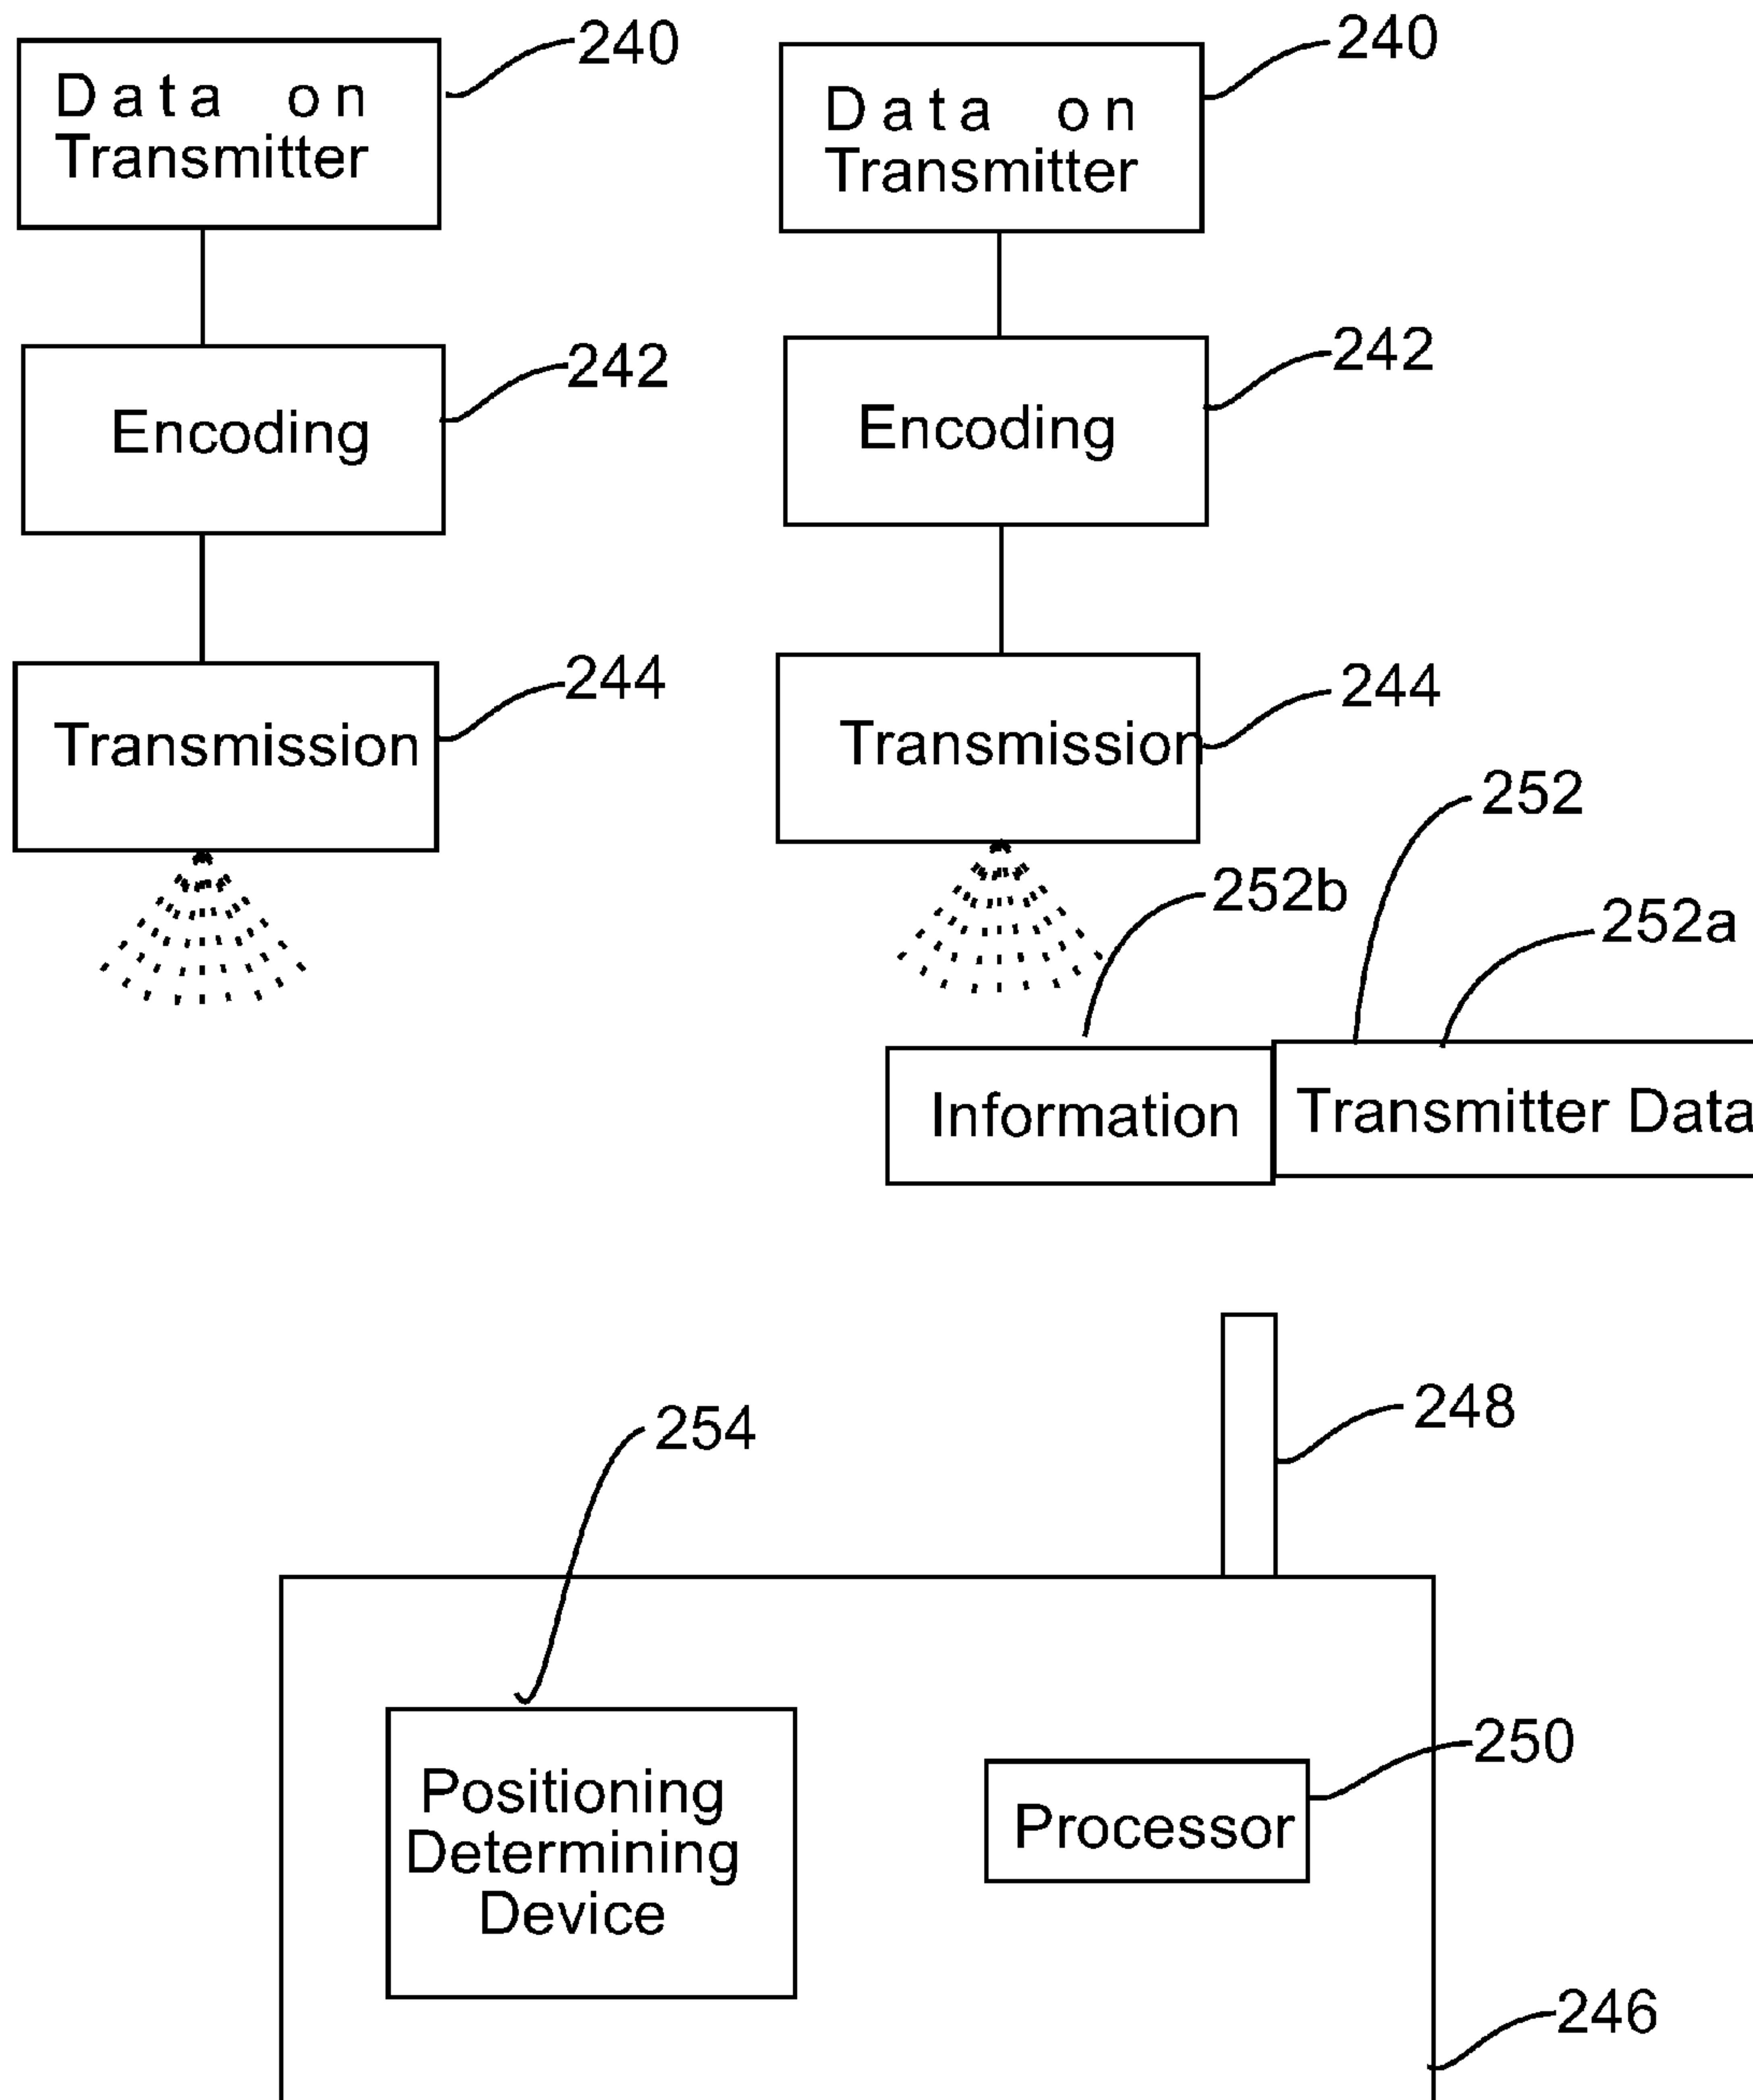 240
Data on
Transmitter
242
Encoding
244
Transmission
240
Data on
Transmitter
242
Encoding
244
Transmission
252
252b
252a
Information
Transmitter Data
248
254
Positioning
Determining
Device
250
Processor
246